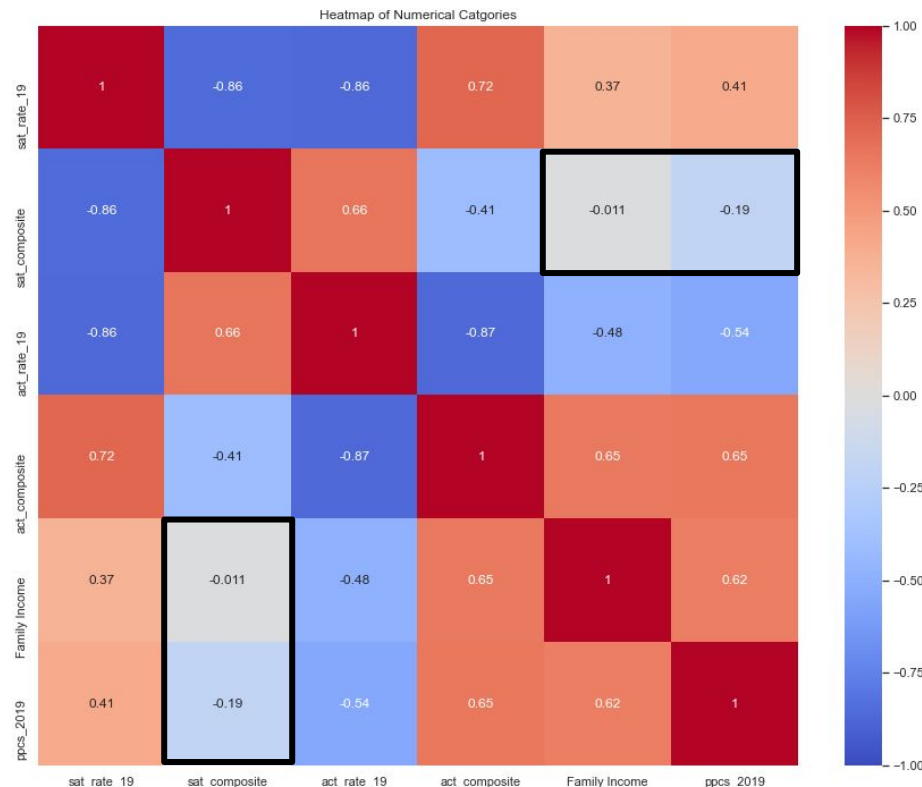 Heatmap of Numerical Catgories
sat_rate_19 1 -0.86 -0.86 0.72 0.37 0.41
sat_composite -0.86 1 0.66 -0.41 -0.011 -0.19
act_rate_19 -0.86 0.66 1 -0.87 -0.48 -0.54
act_composite 0.72 -0.41 -0.87 1 0.65 0.65
Family Income 0.37 -0.011 -0.48 0.65 1 0.62
ppcs_2019 0.41 -0.19 -0.54 0.65 0.62 1
sat_rate_19 sat_composite act_rate_19 act_composite Family Income ppcs_2019
1.00
0.75
0.50
0.25
0.00
-0.25
-0.50
-0.75
-1.00